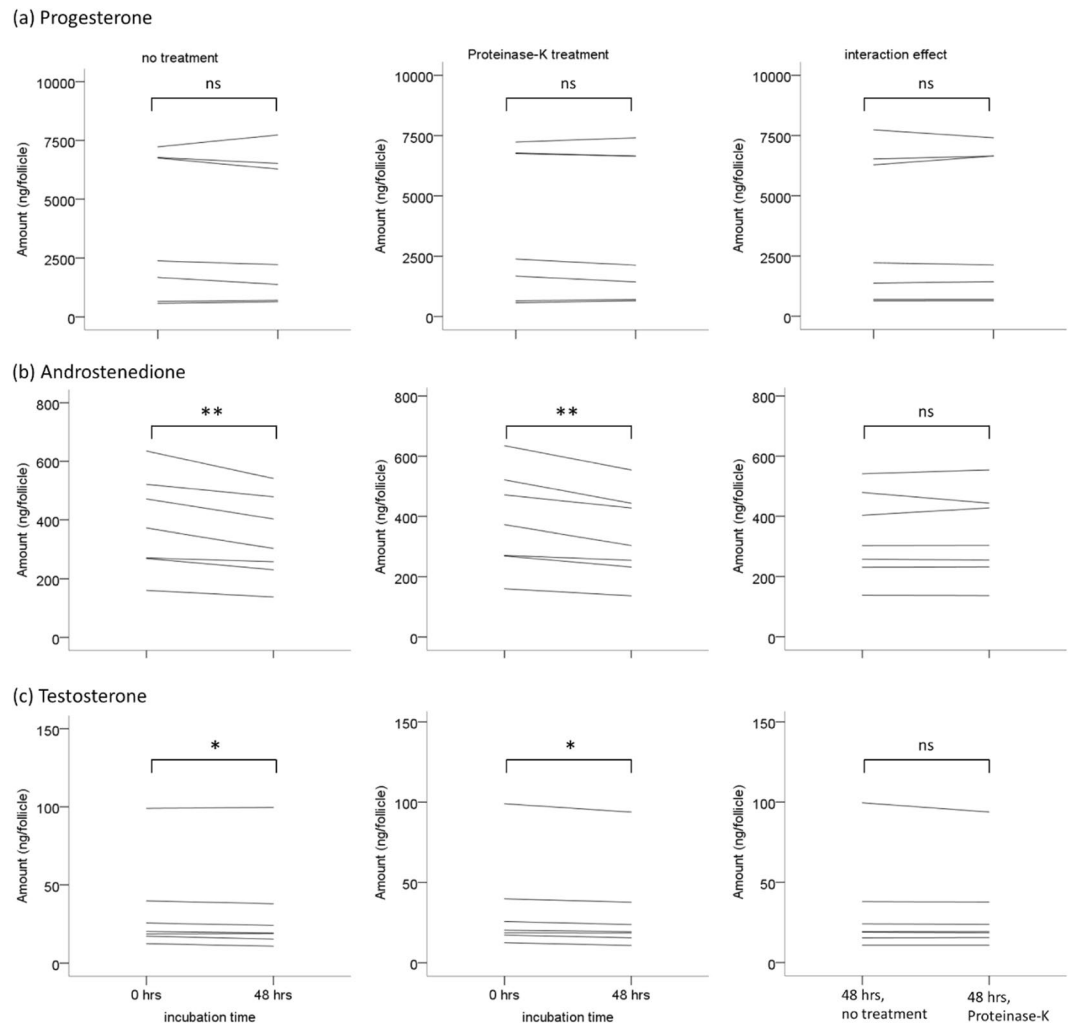 (a) Progesterone
no treatment
Proteinase-K treatment
interaction effect
Amount (ng/follicle)
10000
7500
5000
2500
0
ns
Amount (ng/follicle)
10000
7500
5000
2500
0
ns
Amount (ng/follicle)
10000
7500
5000
2500
0
ns
(b) Androstenedione
Amount (ng/follicle)
800
600
400
200
0
**
Amount (ng/follicle)
800
600
400
200
0
**
Amount (ng/follicle)
800
600
400
200
0
ns
(c) Testosterone
Amount (ng/follicle)
150
100
50
0
*
0 hrs
48 hrs
incubation time
Amount (ng/follicle)
150
100
50
0
*
0 hrs
48 hrs
incubation time
Amount (ng/follicle)
150
100
50
0
ns
48 hrs,
no treatment
48 hrs,
Proteinase-K